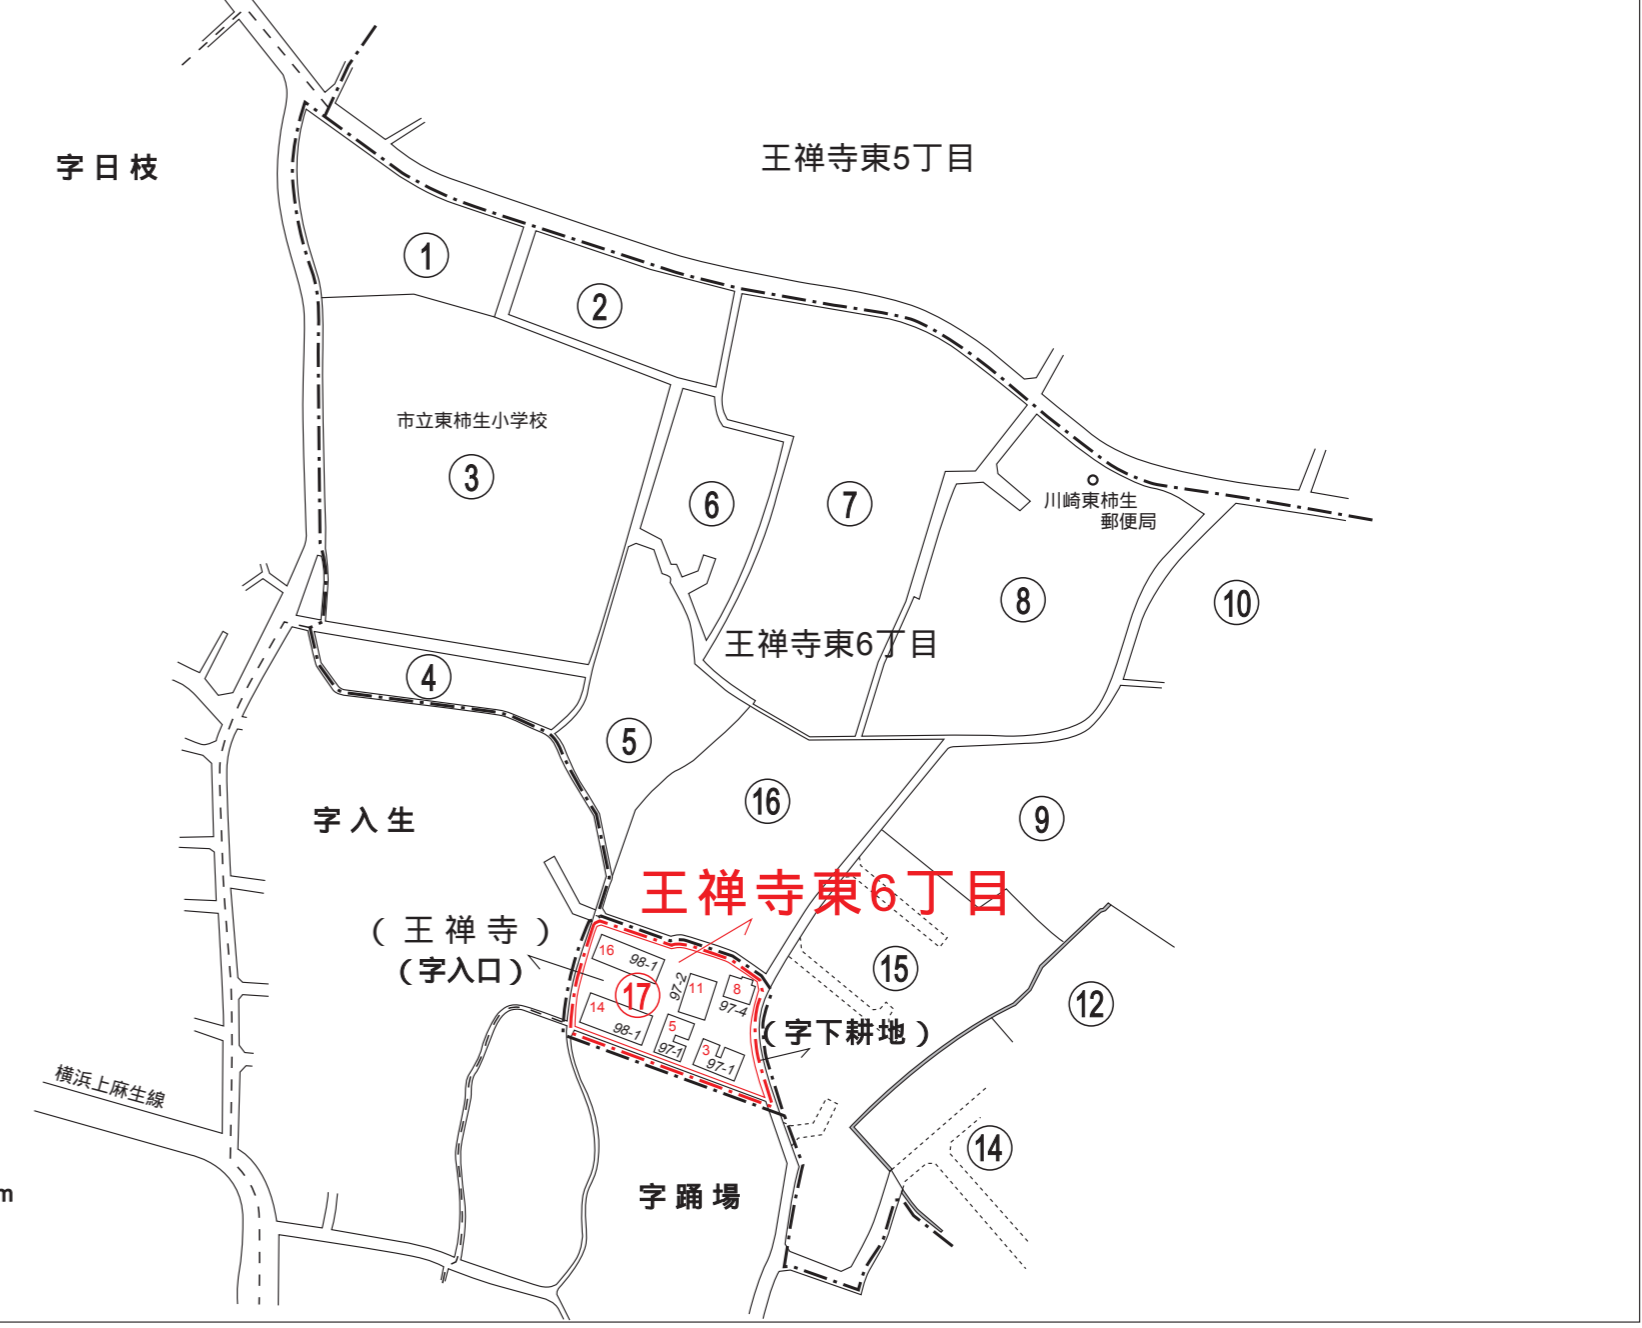 王禅寺東5丁目
字日枝
①
②
市立東柿生小学校
③
⑥
⑦
川崎東柿生
郵便局
⑧
⑩
王禅寺東6丁目
④
⑤
⑯
字入生
⑨
王禅寺東6丁目
(王禅寺)
(字入口)
16
98-1
⑰
97-2
11
8
97-4
14
98-1
5
97-1
3
97-1
⑮
⑫
(字下耕地)
横浜上麻生線
⑭
字踊場
m